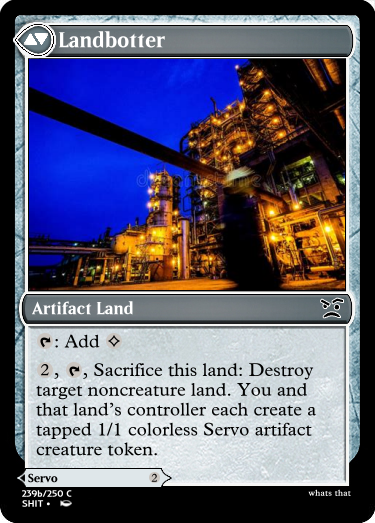 Landbotter
Artifact Land
: Add
2, , Sacrifice this land: Destroy
target noncreature land. You and
that land's controller each create a
tapped 1/1 colorless Servo artifact
creature token.
Servo 2
239b/250 C
SHIT • whats that